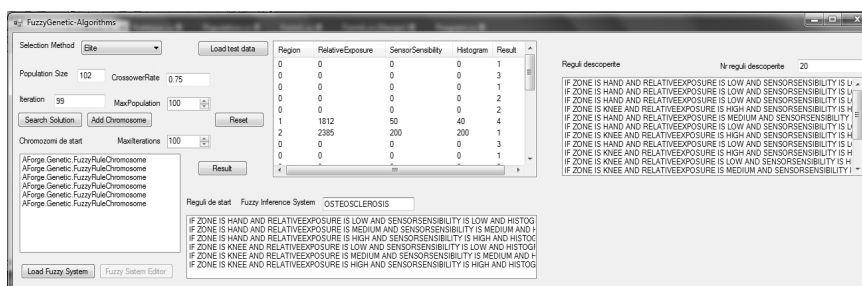 FuzzyGenetic-Algorithms
Selection Method Elite Load test data
Population Size 102 CrossowerRate 0.75
Iteration 99 MaxPopulation 100
Search Solution Add Chromosome Reset
Chromozomi de start MaxIterations 100
AForge.Genetic.FuzzyRuleChromosome
AForge.Genetic.FuzzyRuleChromosome
AForge.Genetic.FuzzyRuleChromosome
AForge.Genetic.FuzzyRuleChromosome
AForge.Genetic.FuzzyRuleChromosome
AForge.Genetic.FuzzyRuleChromosome
Result
Load Fuzzy System Fuzzy Sistem Editor
Region RelativeExposure SensorSensibility Histogram Result
0 0 0 0 1
0 0 0 0 3
0 0 0 0 1
0 0 0 0 2
0 0 0 0 2
1 1812 50 40 4
2 2385 200 200 1
0 0 0 0 3
0 0 0 0 1
Reguli de start Fuzzy Inference System OSTEOSCLEROSIS
IF ZONE IS HAND AND RELATIVEEXPOSURE IS LOW AND SENSORSENSIBILITY IS LOW AND HISTOG
IF ZONE IS HAND AND RELATIVEEXPOSURE IS MEDIUM AND SENSORSENSIBILITY IS MEDIUM AND H
IF ZONE IS HAND AND RELATIVEEXPOSURE IS HIGH AND SENSORSENSIBILITY IS HIGH AND HISTOG
IF ZONE IS KNEE AND RELATIVEEXPOSURE IS LOW AND SENSORSENSIBILITY IS LOW AND HISTOGF
IF ZONE IS KNEE AND RELATIVEEXPOSURE IS MEDIUM AND SENSORSENSIBILITY IS MEDIUM AND H
IF ZONE IS KNEE AND RELATIVEEXPOSURE IS HIGH AND SENSORSENSIBILITY IS HIGH AND HISTOG
Reguli descoperite Nr reguli descoperite 20
IF ZONE IS HAND AND RELATIVEEXPOSURE IS LOW AND SENSORSENSIBILITY IS
IF ZONE IS HAND AND RELATIVEEXPOSURE IS LOW AND SENSORSENSIBILITY IS
IF ZONE IS HAND AND RELATIVEEXPOSURE IS LOW AND SENSORSENSIBILITY IS
IF ZONE IS KNEE AND RELATIVEEXPOSURE IS HIGH AND SENSORSENSIBILITY IS
IF ZONE IS HAND AND RELATIVEEXPOSURE IS MEDIUM AND SENSORSENSIBILITY
IF ZONE IS KNEE AND RELATIVEEXPOSURE IS HIGH AND SENSORSENSIBILITY IS
IF ZONE IS HAND AND RELATIVEEXPOSURE IS LOW AND SENSORSENSIBILITY IS
IF ZONE IS KNEE AND RELATIVEEXPOSURE IS HIGH AND SENSORSENSIBILITY IS
IF ZONE IS KNEE AND RELATIVEEXPOSURE IS LOW AND SENSORSENSIBILITY IS
IF ZONE IS KNEE AND RELATIVEEXPOSURE IS MEDIUM AND SENSORSENSIBILITY